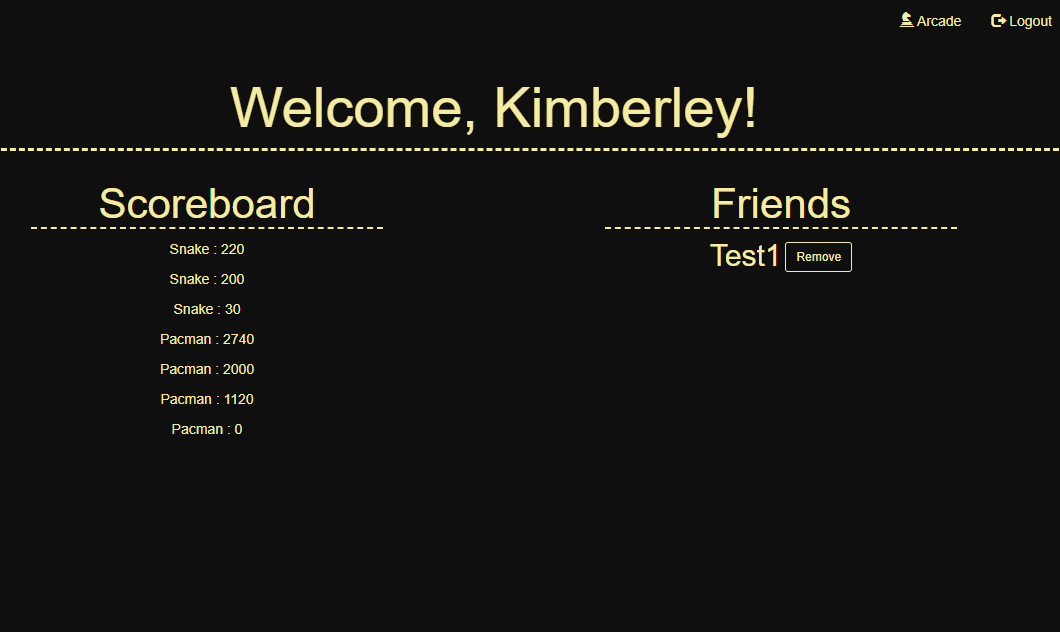 Arcade Logout
Welcome, Kimberley!
Scoreboard
Snake : 220
Snake : 200
Snake : 30
Pacman : 2740
Pacman : 2000
Pacman : 1120
Pacman : 0
Friends
Test1 Remove